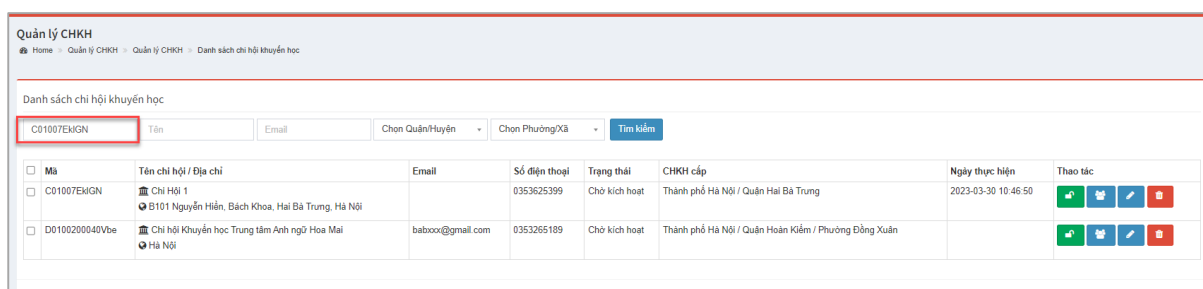 Quản lý CHKH
Home > Quản lý CHKH > Quản lý CHKH > Danh sách chi hội khuyến học
Danh sách chi hội khuyến học
C01007EklGN Tên Email Chọn Quận/Huyện Chọn Phường/Xã Tìm kiếm
Mã Tên chi hội / Địa chỉ Email Số điện thoại Trạng thái CHKH cấp Ngày thực hiện Thao tác
C01007EklGN Chi Hội 1 0353625399 Chờ kích hoạt Thành phố Hà Nội / Quận Hai Bà Trưng 2023-03-30 10:46:50
B101 Nguyễn Hiền, Bách Khoa, Hai Bà Trưng, Hà Nội
D0100200040Vbe Chi hội Khuyến học Trung tâm Anh ngữ Hoa Mai babxxx@gmail.com 0353265189 Chờ kích hoạt Thành phố Hà Nội / Quận Hoàn Kiếm / Phường Đồng Xuân
Hà Nội